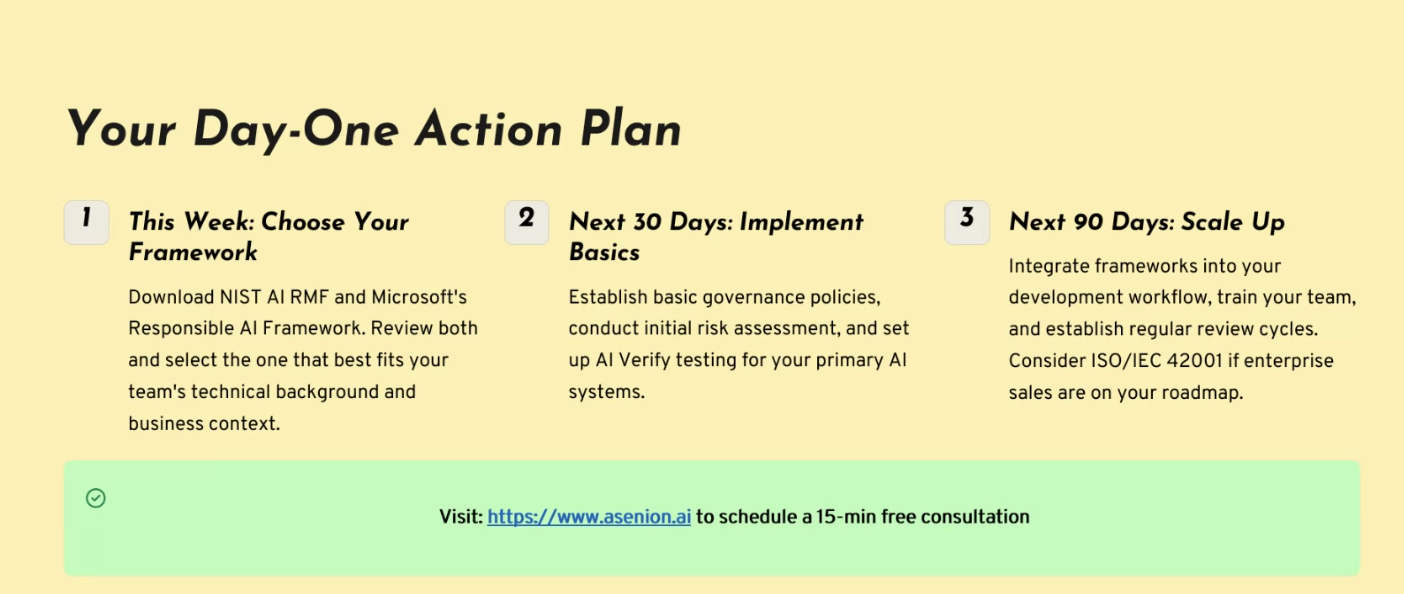 Your Day-One Action Plan
1
This Week: Choose Your
Framework
Download NIST AI RMF and Microsoft's
Responsible AI Framework. Review both
and select the one that best fits your
team's technical background and
business context.
2
Next 30 Days: Implement
Basics
Establish basic governance policies,
conduct initial risk assessment, and set
up AI Verify testing for your primary AI
systems.
3
Next 90 Days: Scale Up
Integrate frameworks into your
development workflow, train your team,
and establish regular review cycles.
Consider ISO/IEC 42001 if enterprise
sales are on your roadmap.
Visit: https://www.asenion.ai to schedule a 15-min free consultation